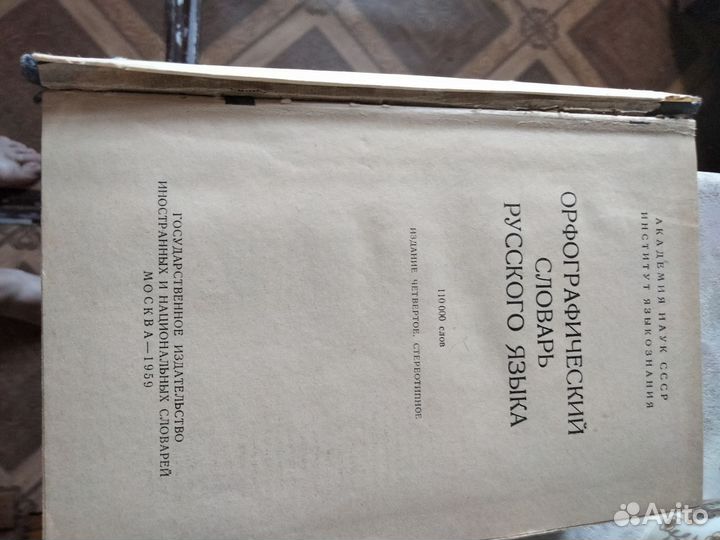 АКАДЕМИЯ НАУК СССР
ИНСТИТУТ ЯЗЫКОЗНАНИЯ
ОРФОГРАФИЧЕСКИЙ
СЛОВАРЬ
РУССКОГО ЯЗЫКА
110 000 слов
ИЗДАНИЕ ЧЕТВЕРТОЕ, СТЕРЕОТИПНОЕ
ГОСУДАРСТВЕННОЕ ИЗДАТЕЛЬСТВО
ИНОСТРАННЫХ И НАЦИОНАЛЬНЫХ СЛОВАРЕЙ
МОСКВА—1959
Avito